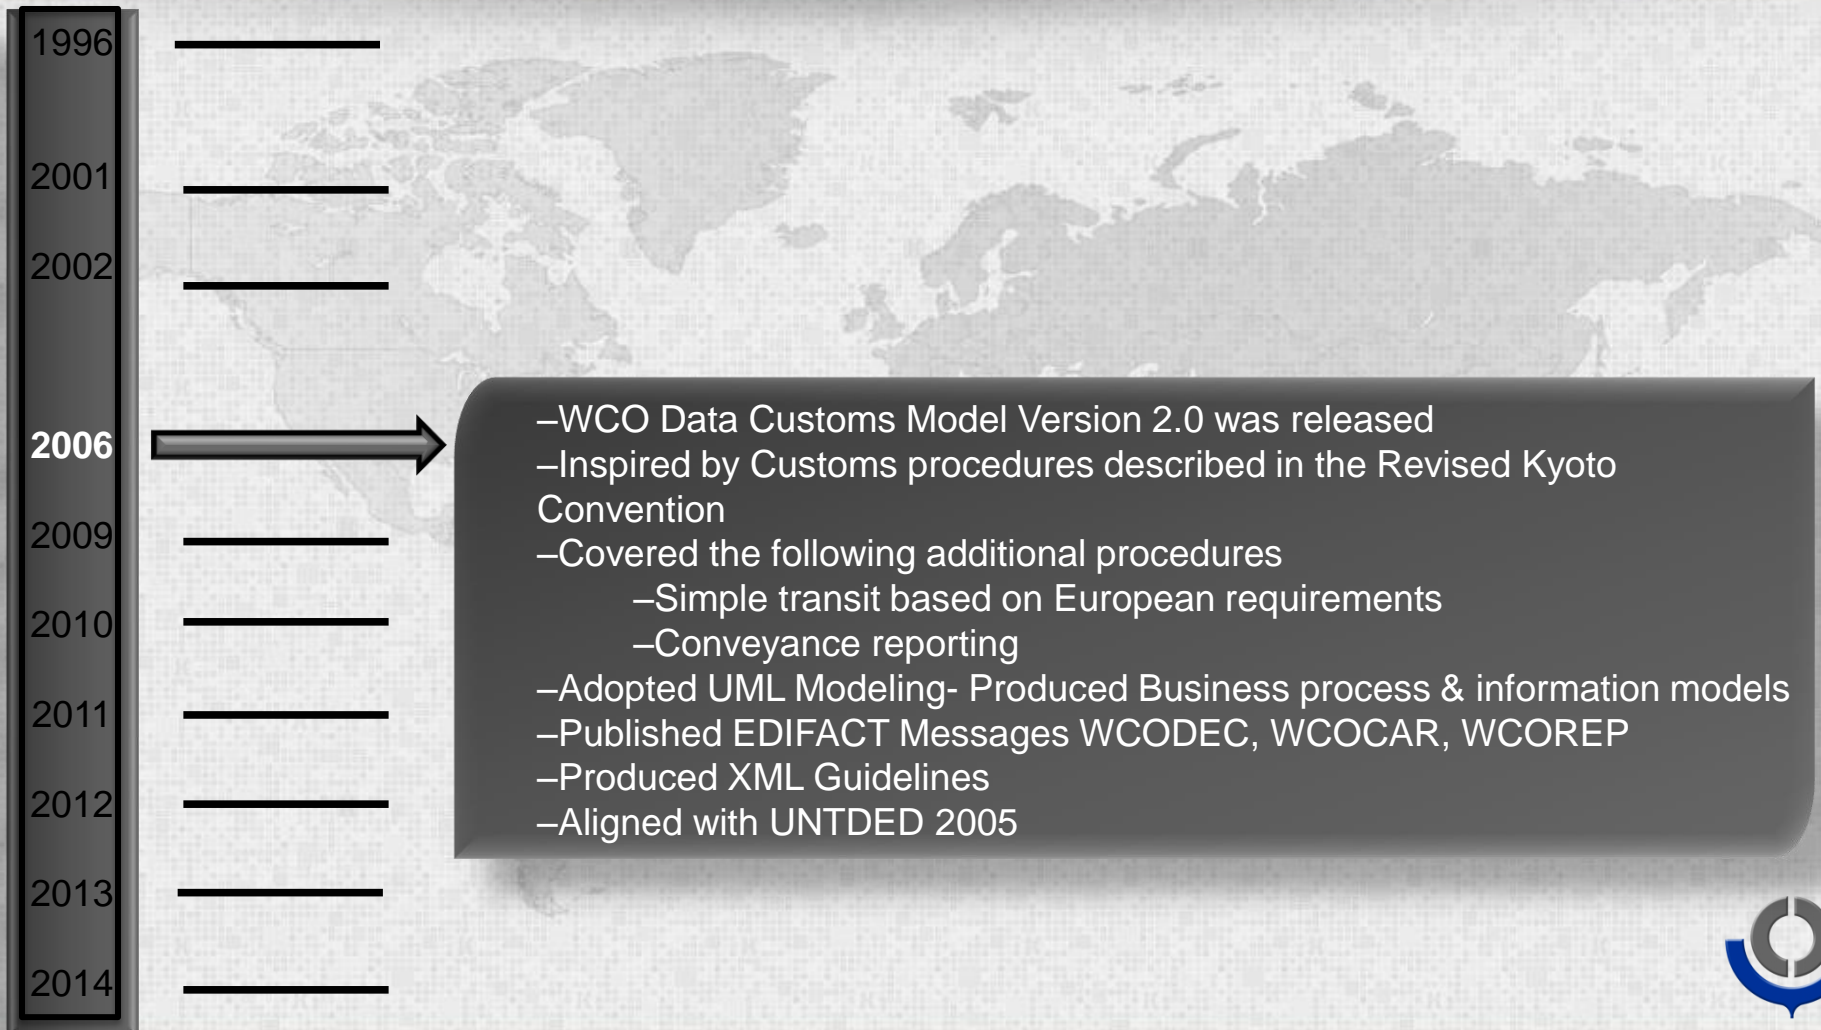 1996
2001
2002
2006
2009
2010
2011
2012
2013
2014
–WCO Data Customs Model Version 2.0 was released
–Inspired by Customs procedures described in the Revised Kyoto
Convention
–Covered the following additional procedures
–Simple transit based on European requirements
–Conveyance reporting
–Adopted UML Modeling- Produced Business process & information models
–Published EDIFACT Messages WCODEC, WCOCAR, WCOREP
–Produced XML Guidelines
–Aligned with UNTDED 2005